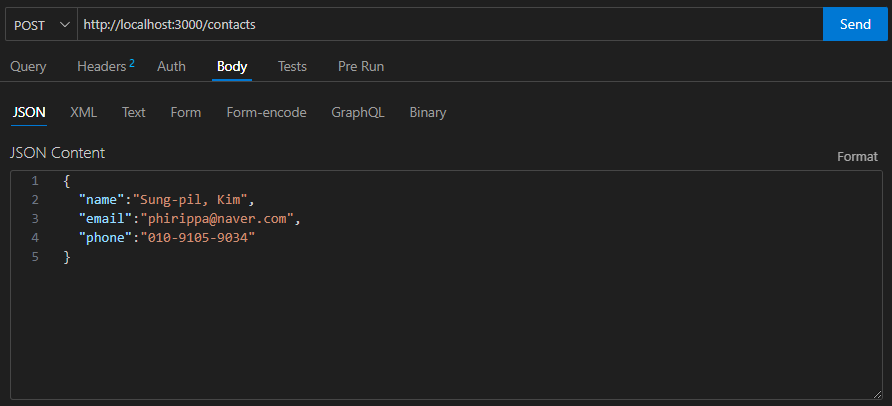 POST http://localhost:3000/contacts Send
Query Headers 2 Auth Body Tests Pre Run
JSON XML Text Form Form-encode GraphQL Binary
JSON Content Format
1 {
2 "name":"Sung-pil, Kim",
3 "email":"phirippa@naver.com",
4 "phone":"010-9105-9034"
5 }